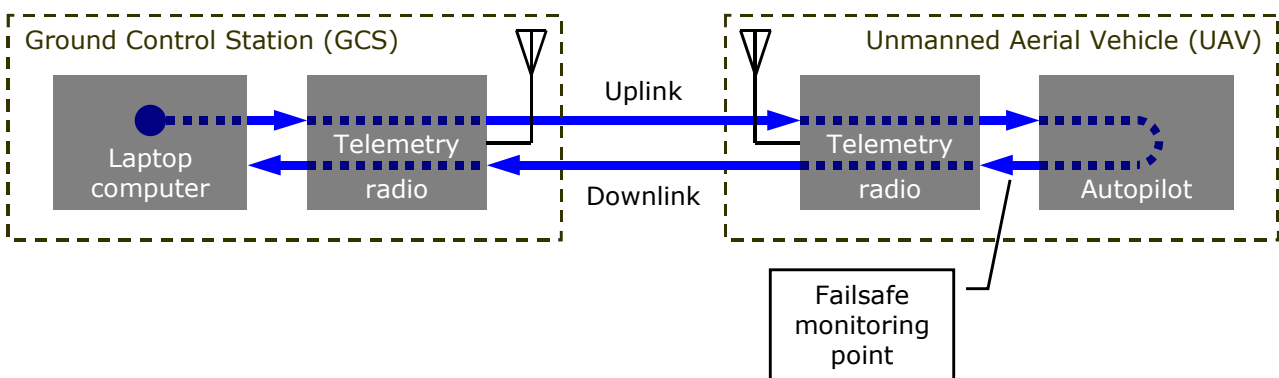 Ground Control Station (GCS)
Unmanned Aerial Vehicle (UAV)
Laptop
computer
Telemetry
radio
Uplink
Downlink
Telemetry
radio
Autopilot
Failsafe
monitoring
point